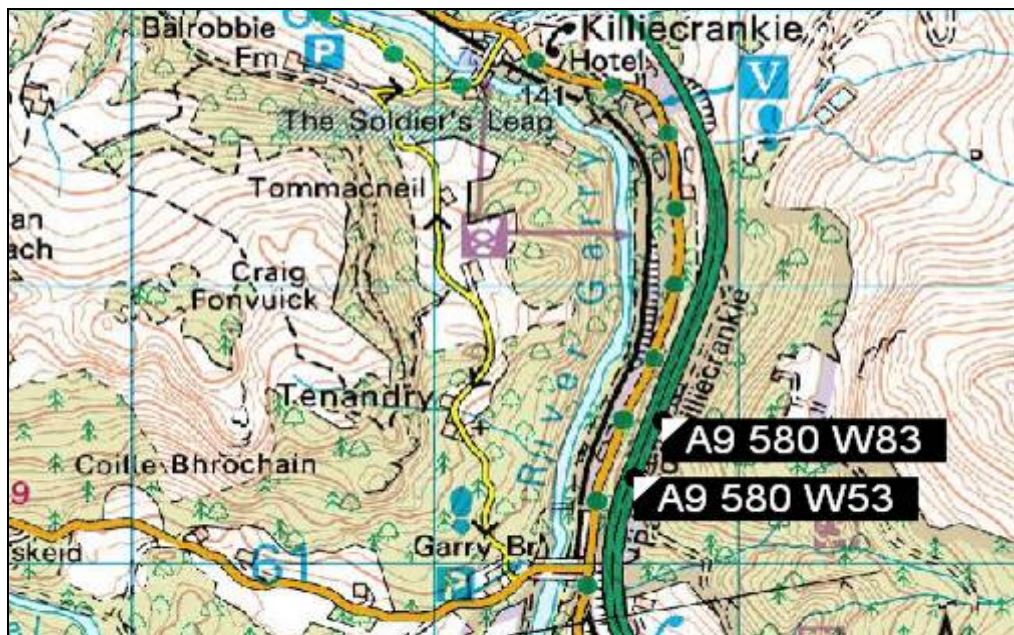 Balrobbie
Fm
P
Killiecrankie
Hotel
V
141
The Soldier's Leap
Tommacneil
an
ach
Craig
Fonvuick
River Garry
Killiecrankie
Tenandry
A9 580 W83
Coille Bhrochain
A9 580 W53
9
Garry Br
skeid
61